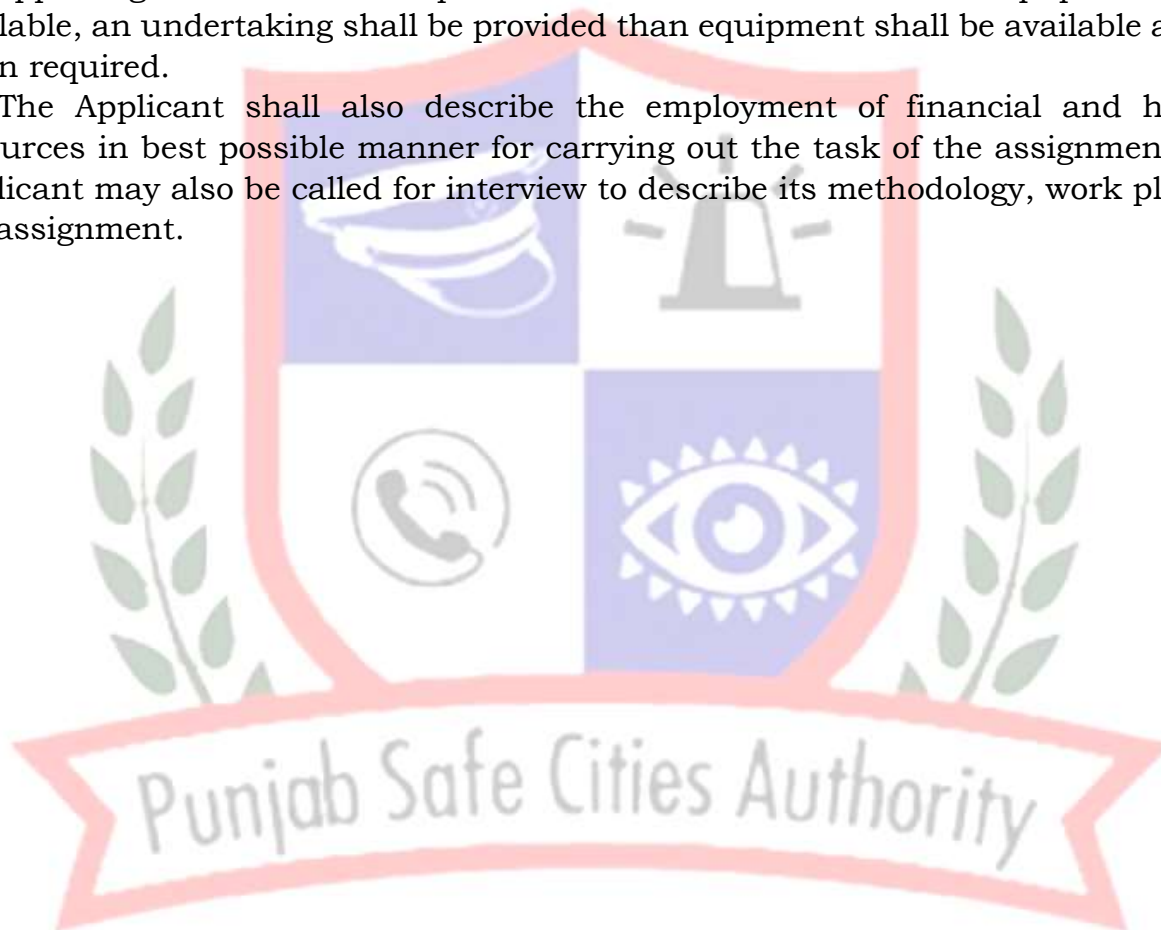 lable, an undertaking shall be provided than equipment shall be available a
n required.
The Applicant shall also describe the employment of financial and h
urces in best possible manner for carrying out the task of the assignmen
licant may also be called for interview to describe its methodology, work pl
assignment.
Punjab Safe Cities Authority